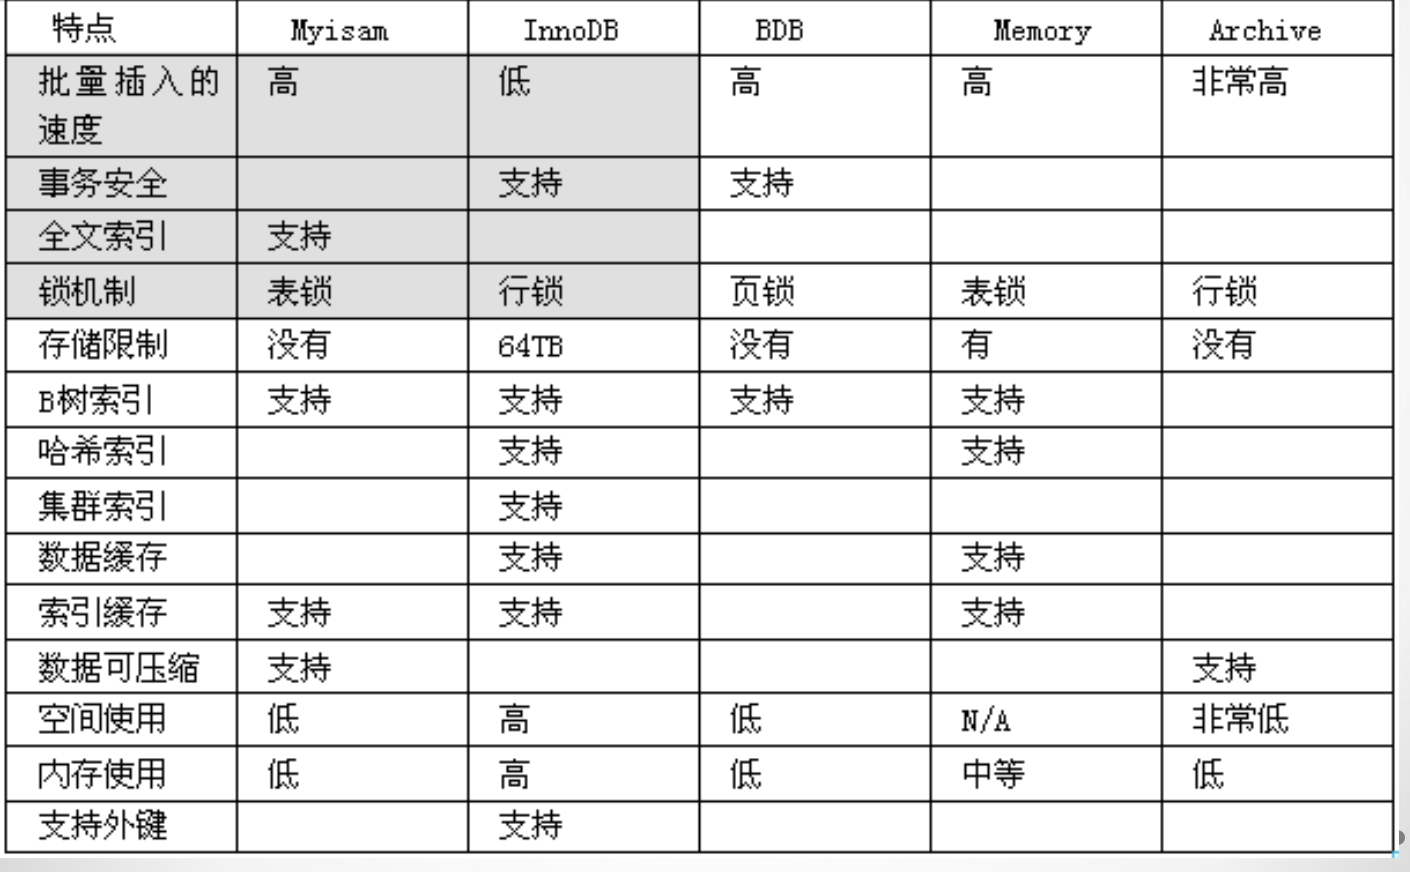 特点 Myisam InnoDB BDB Memory Archive
批量插入的 高 低 高 高 非常高
速度
事务安全 支持 支持
全文索引 支持
锁机制 表锁 行锁 页锁 表锁 行锁
存储限制 没有 64TB 没有 有 没有
B树索引 支持 支持 支持 支持
哈希索引 支持 支持
集群索引 支持
数据缓存 支持 支持
索引缓存 支持 支持 支持
数据可压缩 支持 支持
空间使用 低 高 低 N/A 非常低
内存使用 低 高 低 中等 低
支持外键 支持